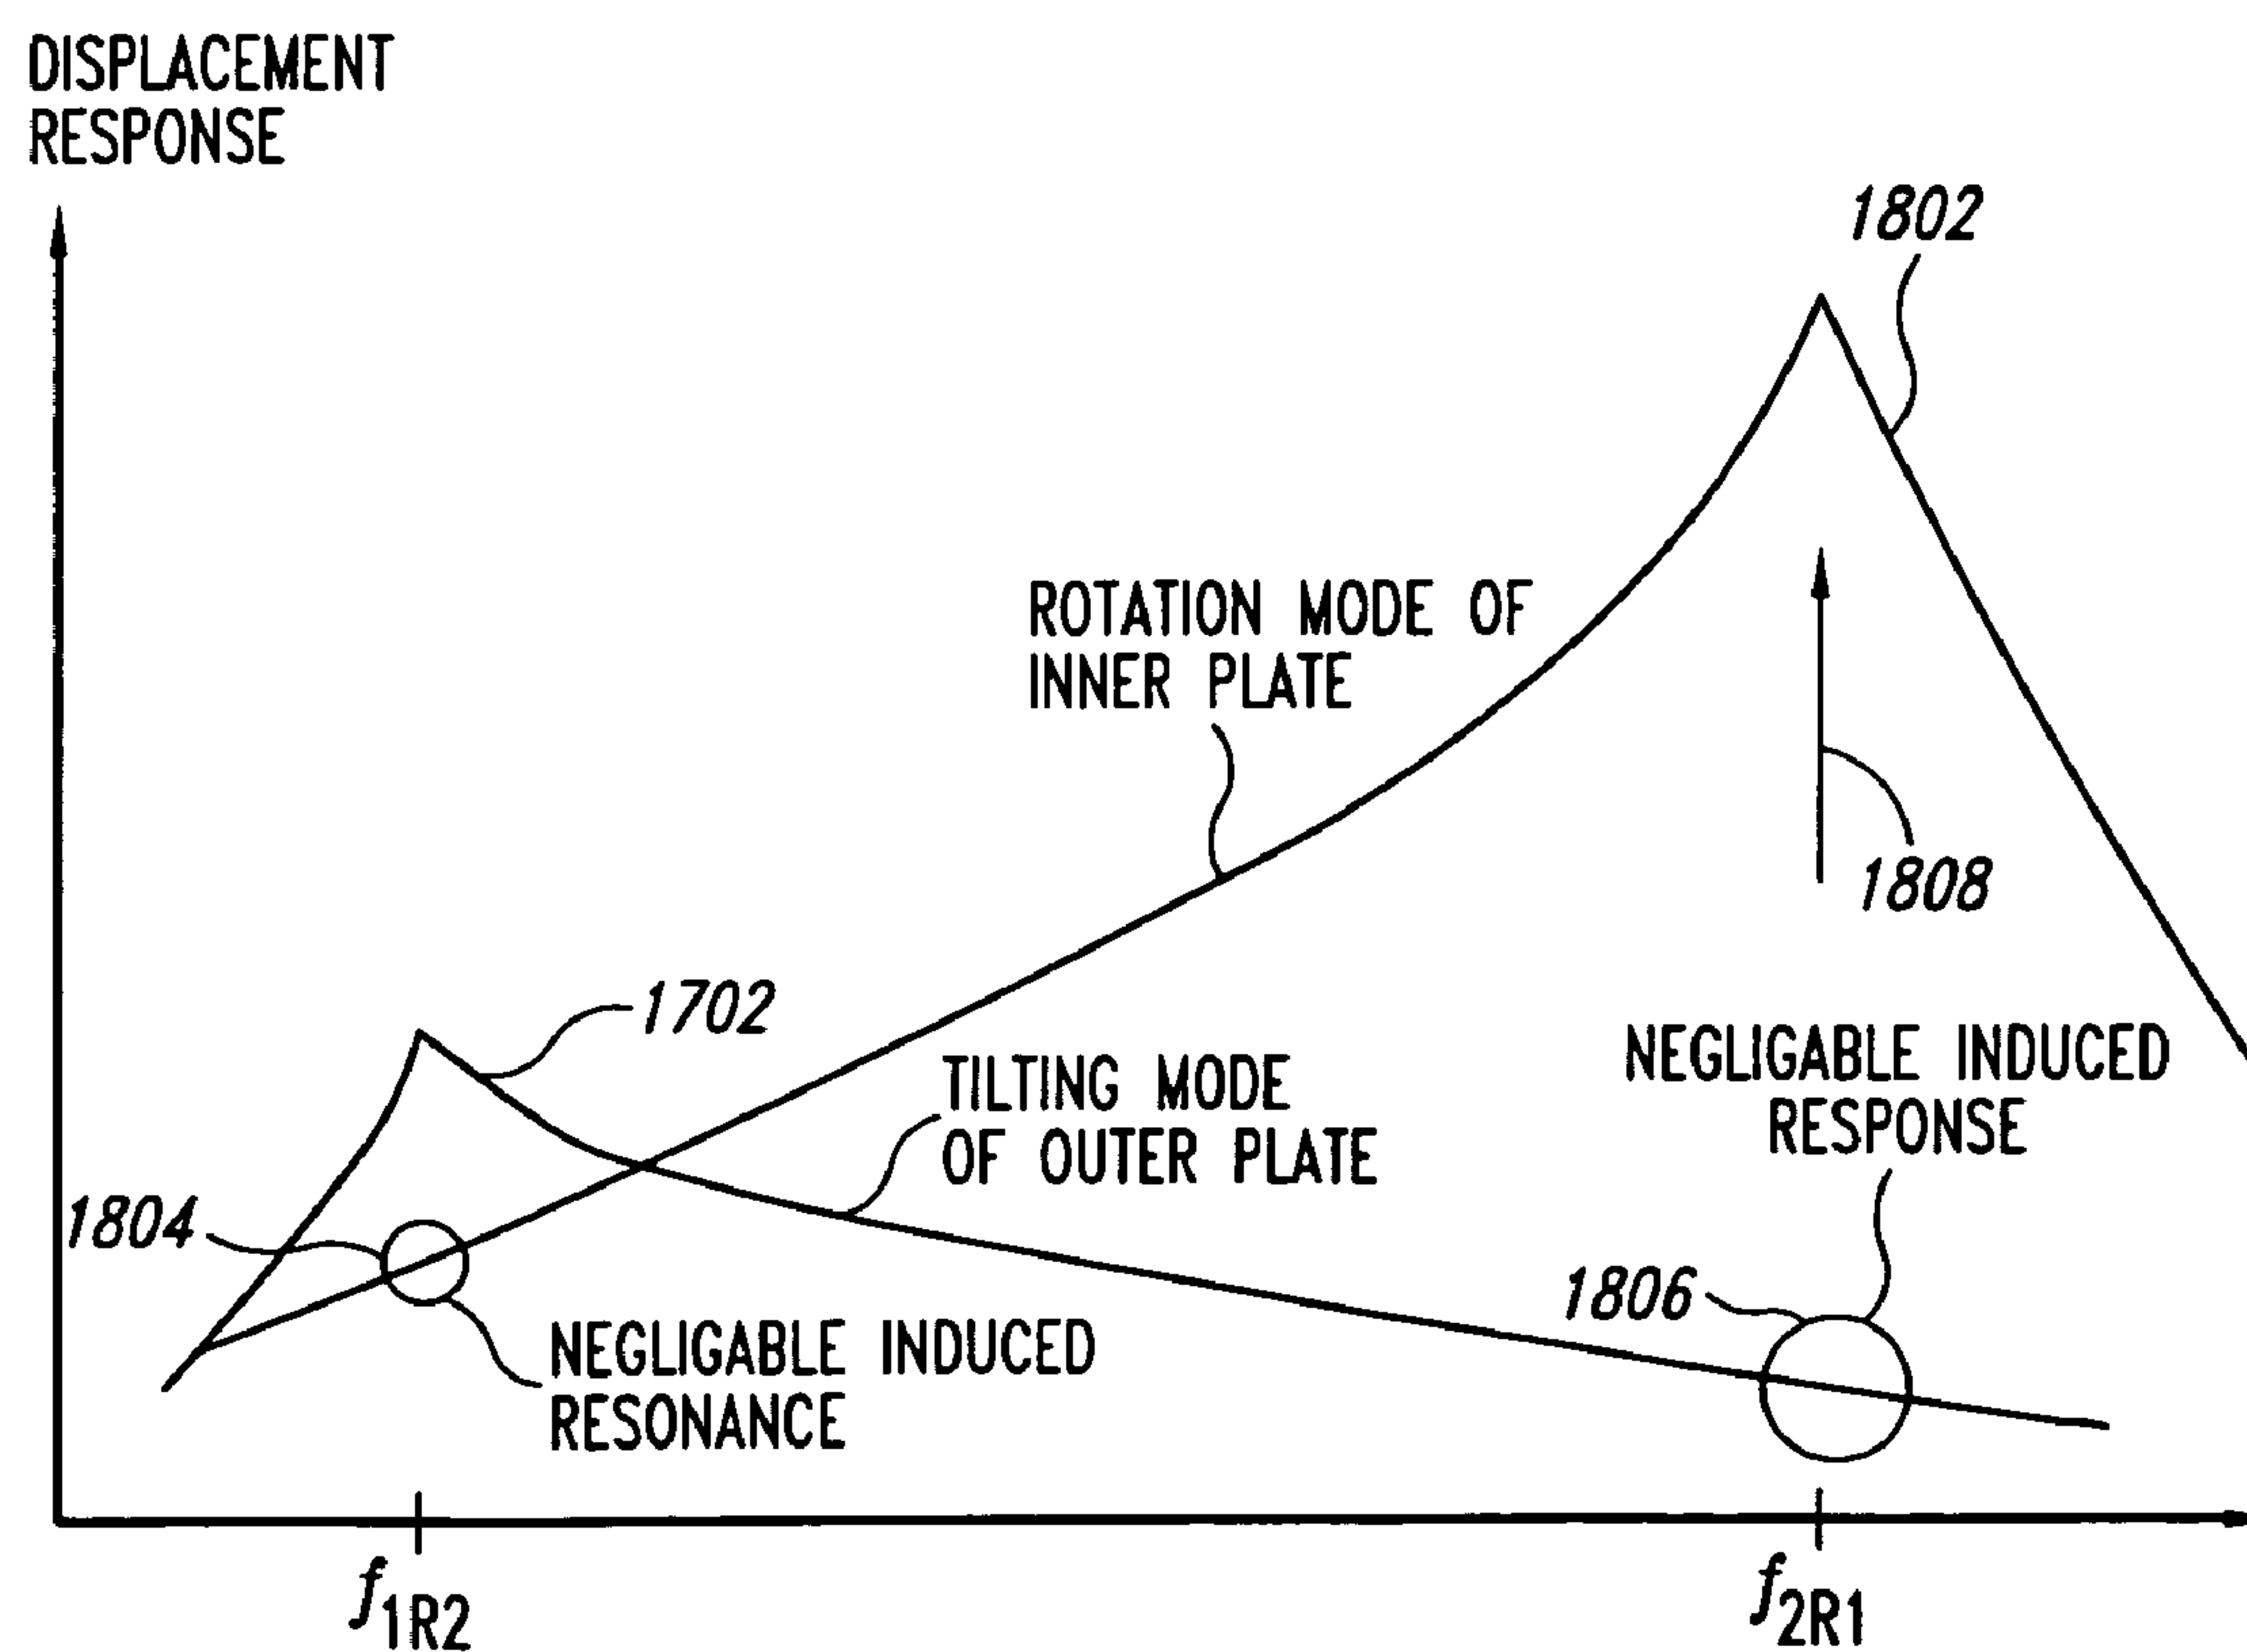 DISPLACEMENT
RESPONSE
1802
ROTATION MODE OF
INNER PLATE
1808
1702
TILTING MODE
OF OUTER PLATE
NEGLIGABLE INDUCED
RESPONSE
1804
1806
NEGLIGABLE INDUCED
RESONANCE
f1R2
f2R1